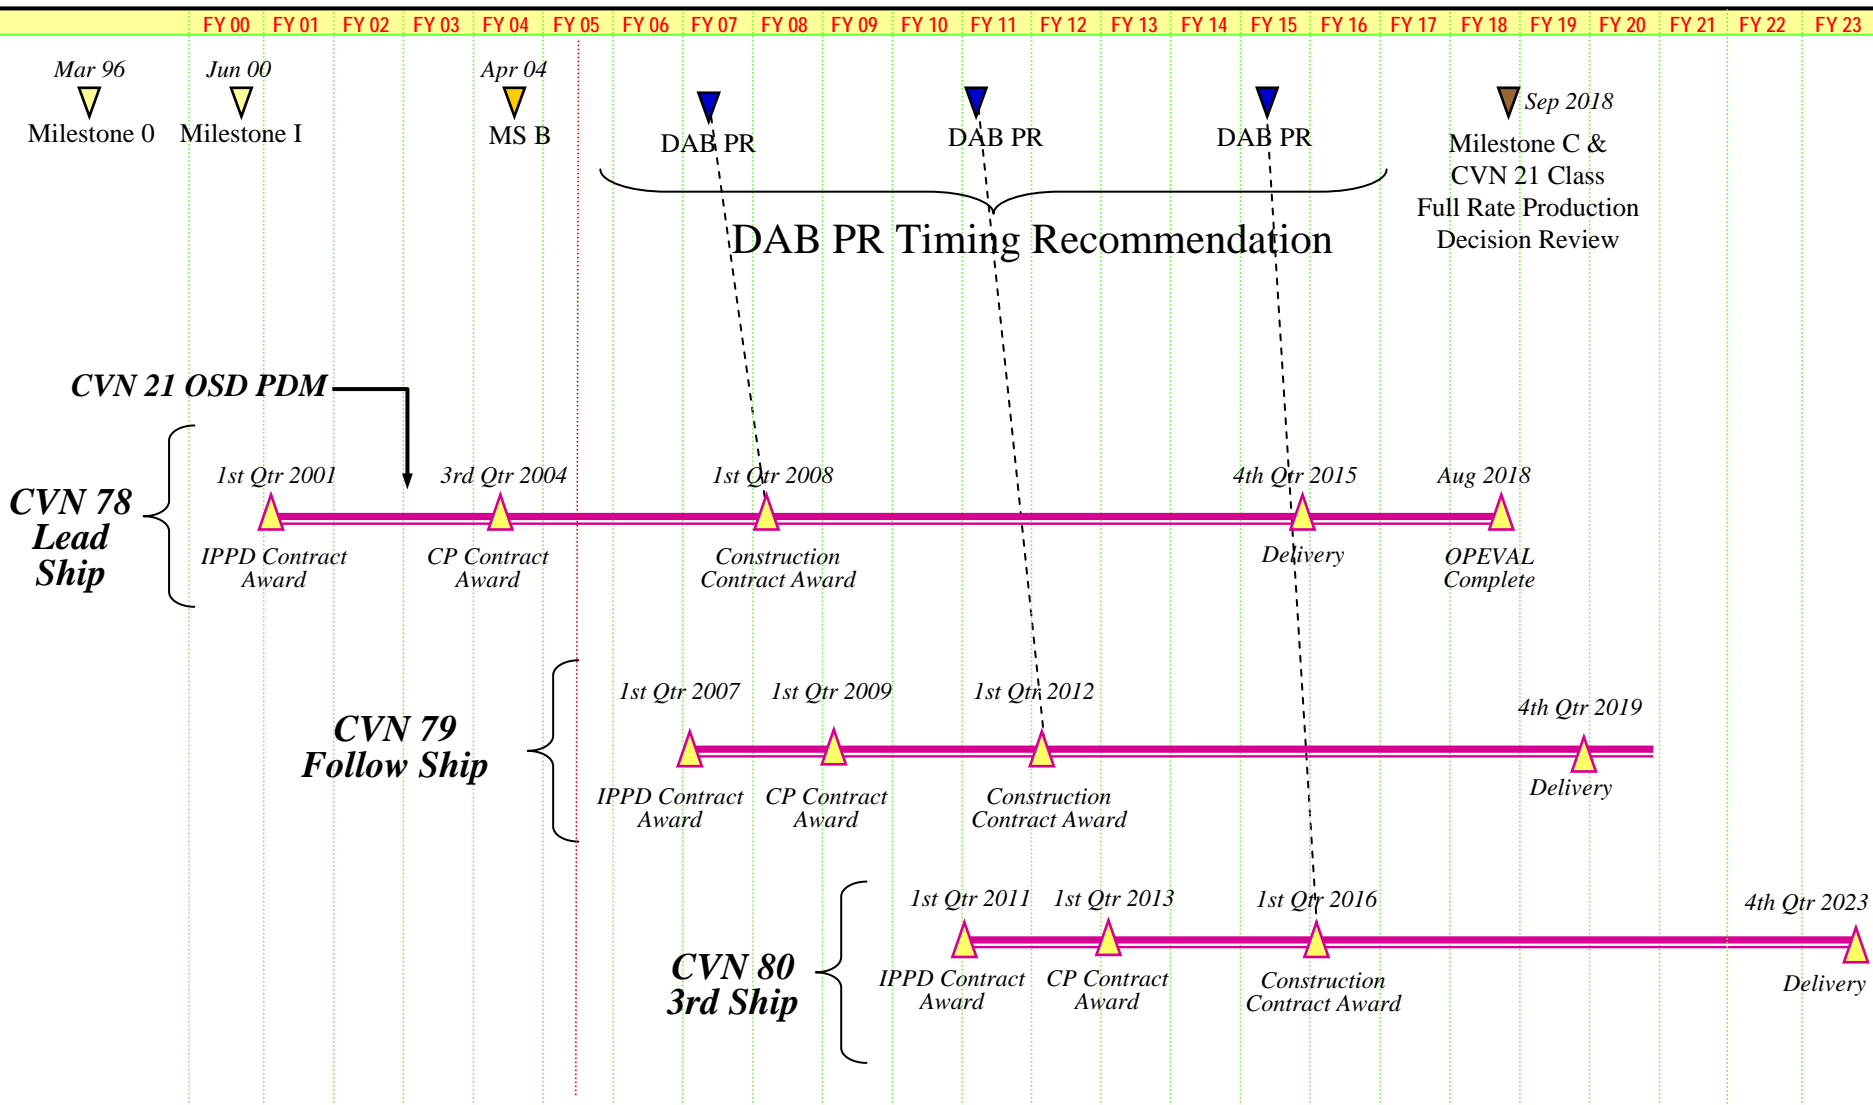 FY 00 FY 01 FY 02 FY 03 FY 04 FY 05 FY 06 FY 07 FY 08 FY 09 FY 10 FY 11 FY 12 FY 13 FY 14 FY 15 FY 16 FY 17 FY 18 FY 19 FY 20 FY 21 FY 22 FY 23
Mar 96
Milestone 0
Jun 00
Milestone I
Apr 04
MS B
DAB PR
DAB PR
DAB PR
Sep 2018
Milestone C &
CVN 21 Class
Full Rate Production
Decision Review
DAB PR Timing Recommendation
CVN 21 OSD PDM
CVN 78
Lead
Ship
1st Qtr 2001
IPPD Contract
Award
3rd Qtr 2004
CP Contract
Award
1st Qtr 2008
Construction
Contract Award
4th Qtr 2015
Delivery
Aug 2018
OPEVAL
Complete
CVN 79
Follow Ship
1st Qtr 2007
IPPD Contract
Award
1st Qtr 2009
CP Contract
Award
1st Qtr 2012
Construction
Contract Award
4th Qtr 2019
Delivery
CVN 80
3rd Ship
1st Qtr 2011
IPPD Contract
Award
1st Qtr 2013
CP Contract
Award
1st Qtr 2016
Construction
Contract Award
4th Qtr 2023
Delivery